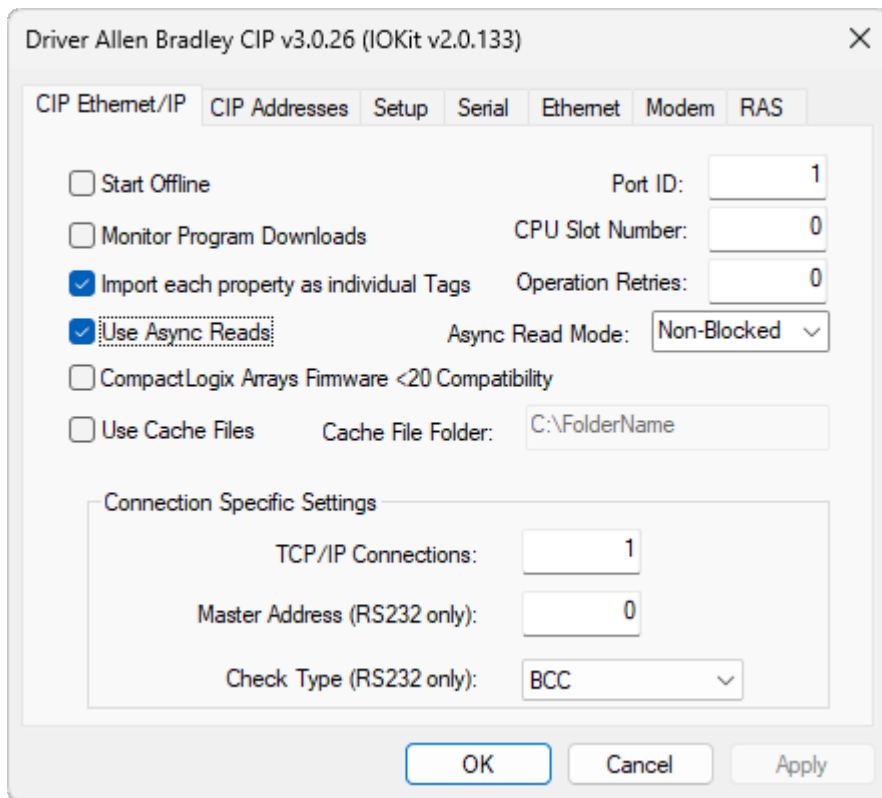 Driver Allen Bradley CIP v3.0.26 (IOKit v2.0.133)
CIP Ethernet/IP CIP Addresses Setup Serial Ethernet Modem RAS
Start Offline Port ID: 1
Monitor Program Downloads CPU Slot Number: 0
Import each property as individual Tags Operation Retries: 0
Use Async Reads Async Read Mode: Non-Blocked
CompactLogix Arrays Firmware <20 Compatibility
Use Cache Files Cache File Folder: C:\FolderName
Connection Specific Settings
TCP/IP Connections: 1
Master Address (RS232 only): 0
Check Type (RS232 only): BCC
OK Cancel Apply